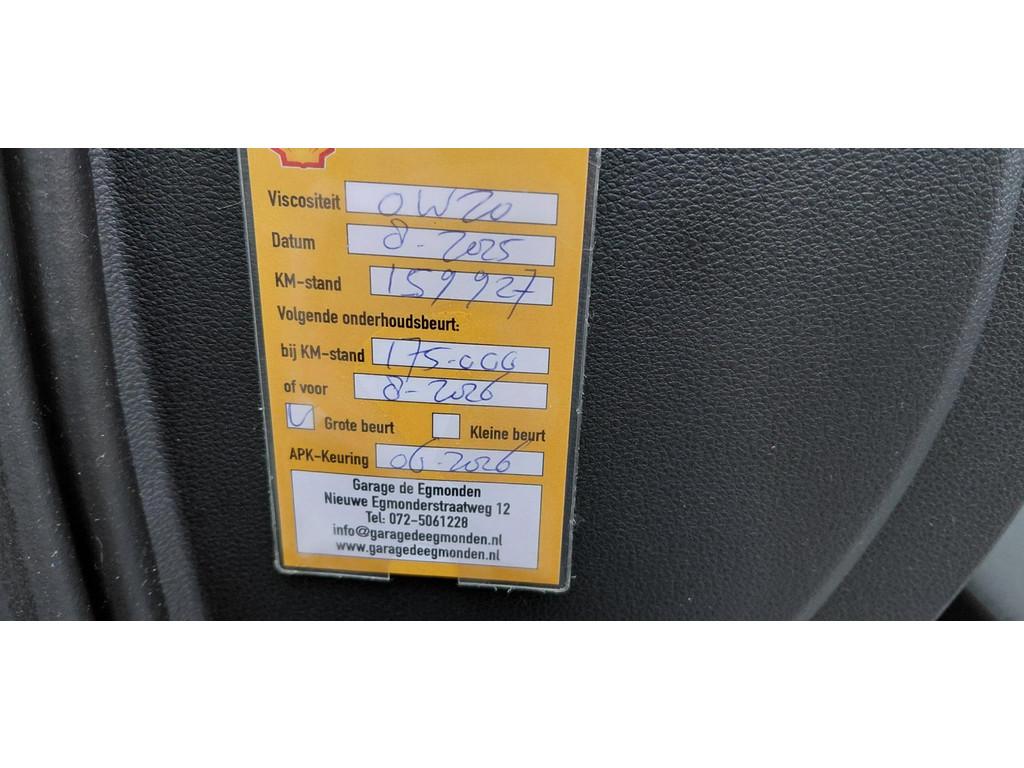 Viscositeit 0W20
Datum 8-2025
KM-stand 159927
Volgende onderhoudsbeurt:
bij KM-stand 175.000
of voor 8-2026
Grote beurt Kleine beurt
APK-Keuring 06-2026
Garage de Egmonden
Nieuwe Egmonderstraatweg 12
Tel: 072-5061228
info@garagedeegmonden.nl
www.garagedeegmonden.nl